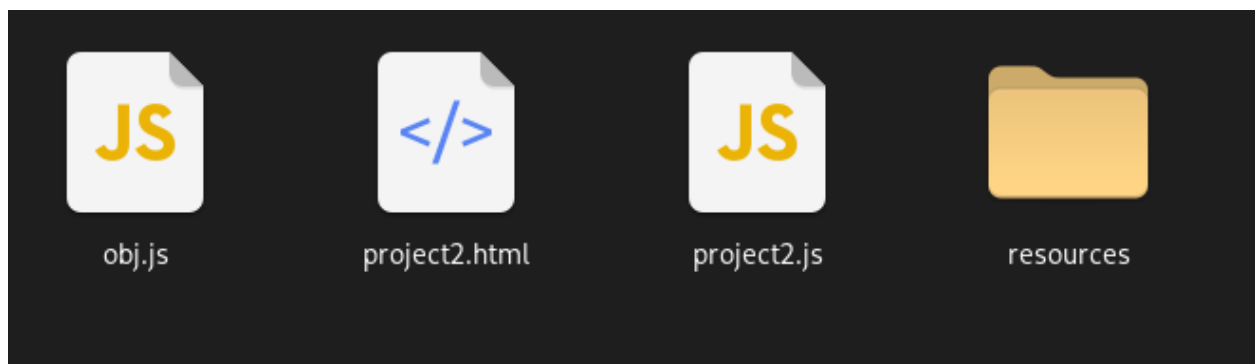 JS
</>
JS
obj.js
project2.html
project2.js
resources